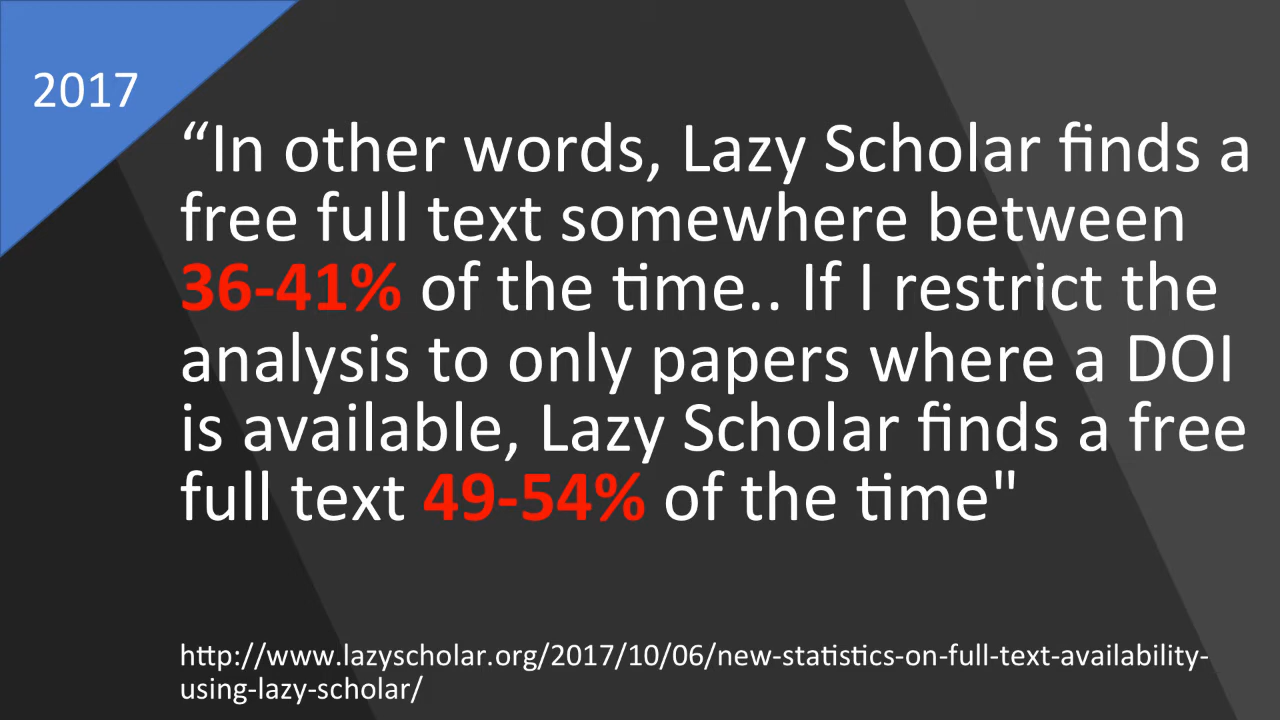 2017
“In other words, Lazy Scholar finds a
free full text somewhere between
36-41% of the time.. If I restrict the
analysis to only papers where a DOI
is available, Lazy Scholar finds a free
full text 49-54% of the time"
http://www.lazyscholar.org/2017/10/06/new-statistics-on-full-text-availability-
using-lazy-scholar/